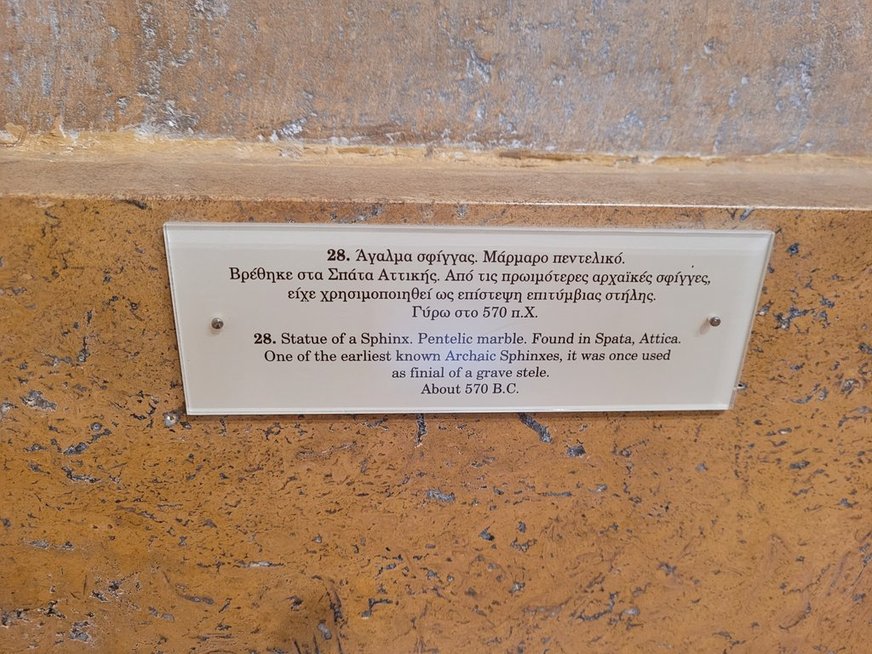 28. Άγαλμα σφίγγας. Μάρμαρο πεντελικό.
Βρέθηκε στα Σπάτα Αττικής. Από τις πρωιμότερες αρχαϊκές σφίγγες,
είχε χρησιμοποιηθεί ως επίστεψη επιτύμβιας στήλης.
Γύρω στο 570 π.Χ.
28. Statue of a Sphinx. Pentelic marble. Found in Spata, Attica.
One of the earliest known Archaic Sphinxes, it was once used
as finial of a grave stele.
About 570 B.C.